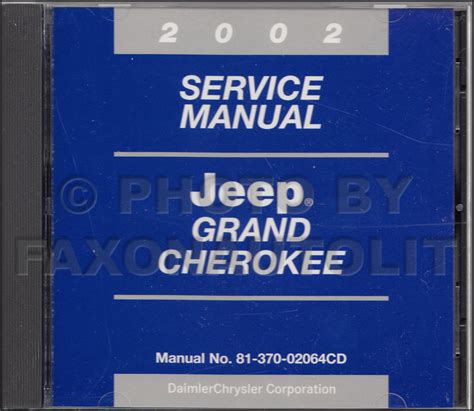 2002
SERVICE
MANUAL
Jeep®
GRAND
CHEROKEE
© PHOTO BY
FAXONAUTOLIT
Manual No. 81-370-02064CD
DaimlerChrysler Corporation